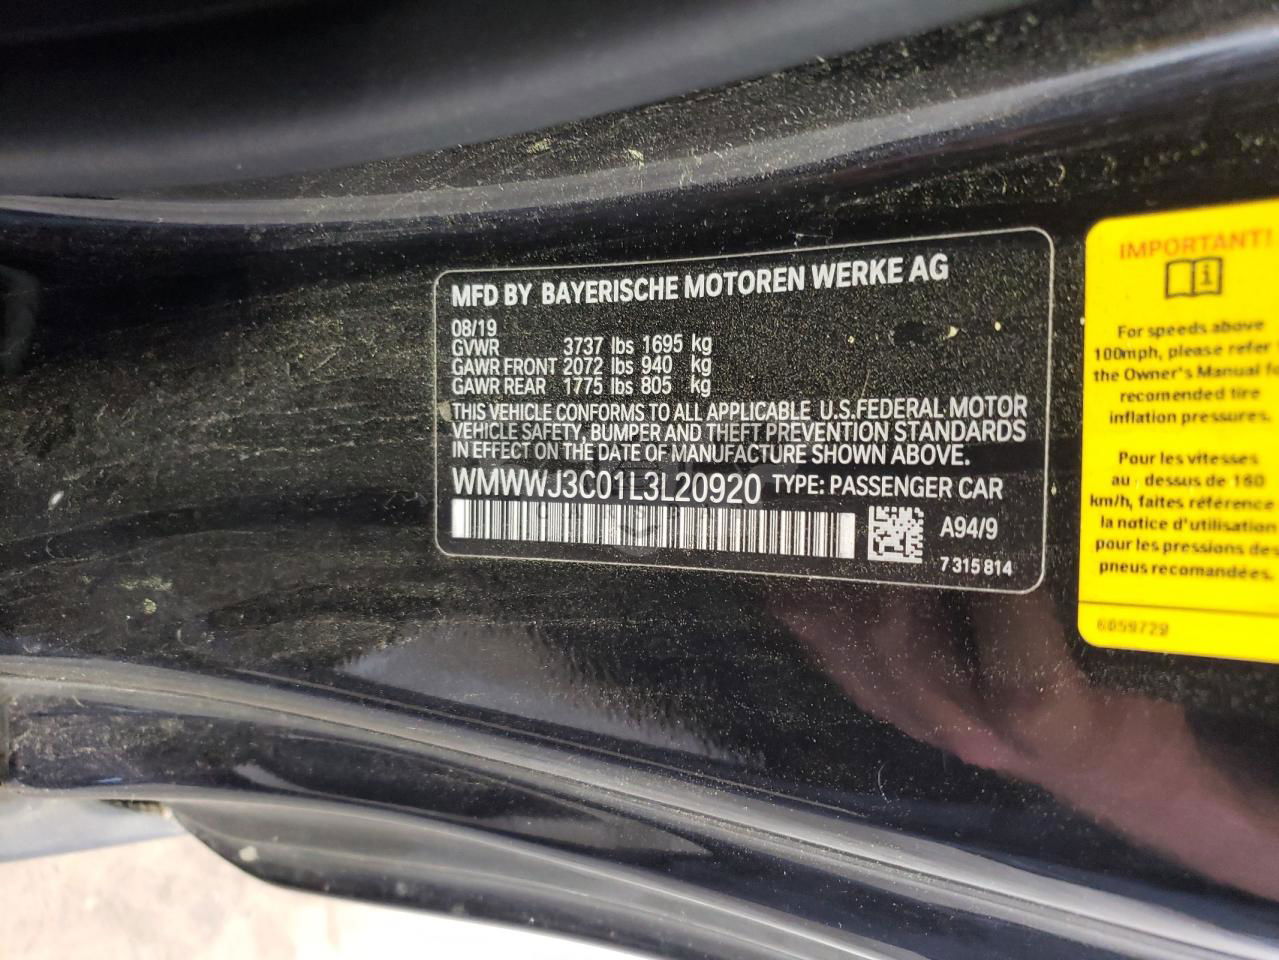 MFD BY BAYERISCHE MOTOREN WERKE AG
08/19
GVWR 3737 lbs 1695 kg
GAWR FRONT 2072 lbs 940 kg
GAWR REAR 1775 lbs 805 kg
THIS VEHICLE CONFORMS TO ALL APPLICABLE U.S.FEDERAL MOTOR
VEHICLE SAFETY, BUMPER AND THEFT PREVENTION STANDARDS
IN EFFECT ON THE DATE OF MANUFACTURE SHOWN ABOVE.
WMWWJ3C01L3L20920 TYPE: PASSENGER CAR
A94/9
7 315 814
IMPORTANT!
For speeds above
100mph, please refer
the Owner's Manual
recomended tire
inflation pressures.
Pour les vitesses
au dessus de 160
km/h, faites référence
la notice d'utilisation
pour les pressions des
pneus recomandées.
6059729